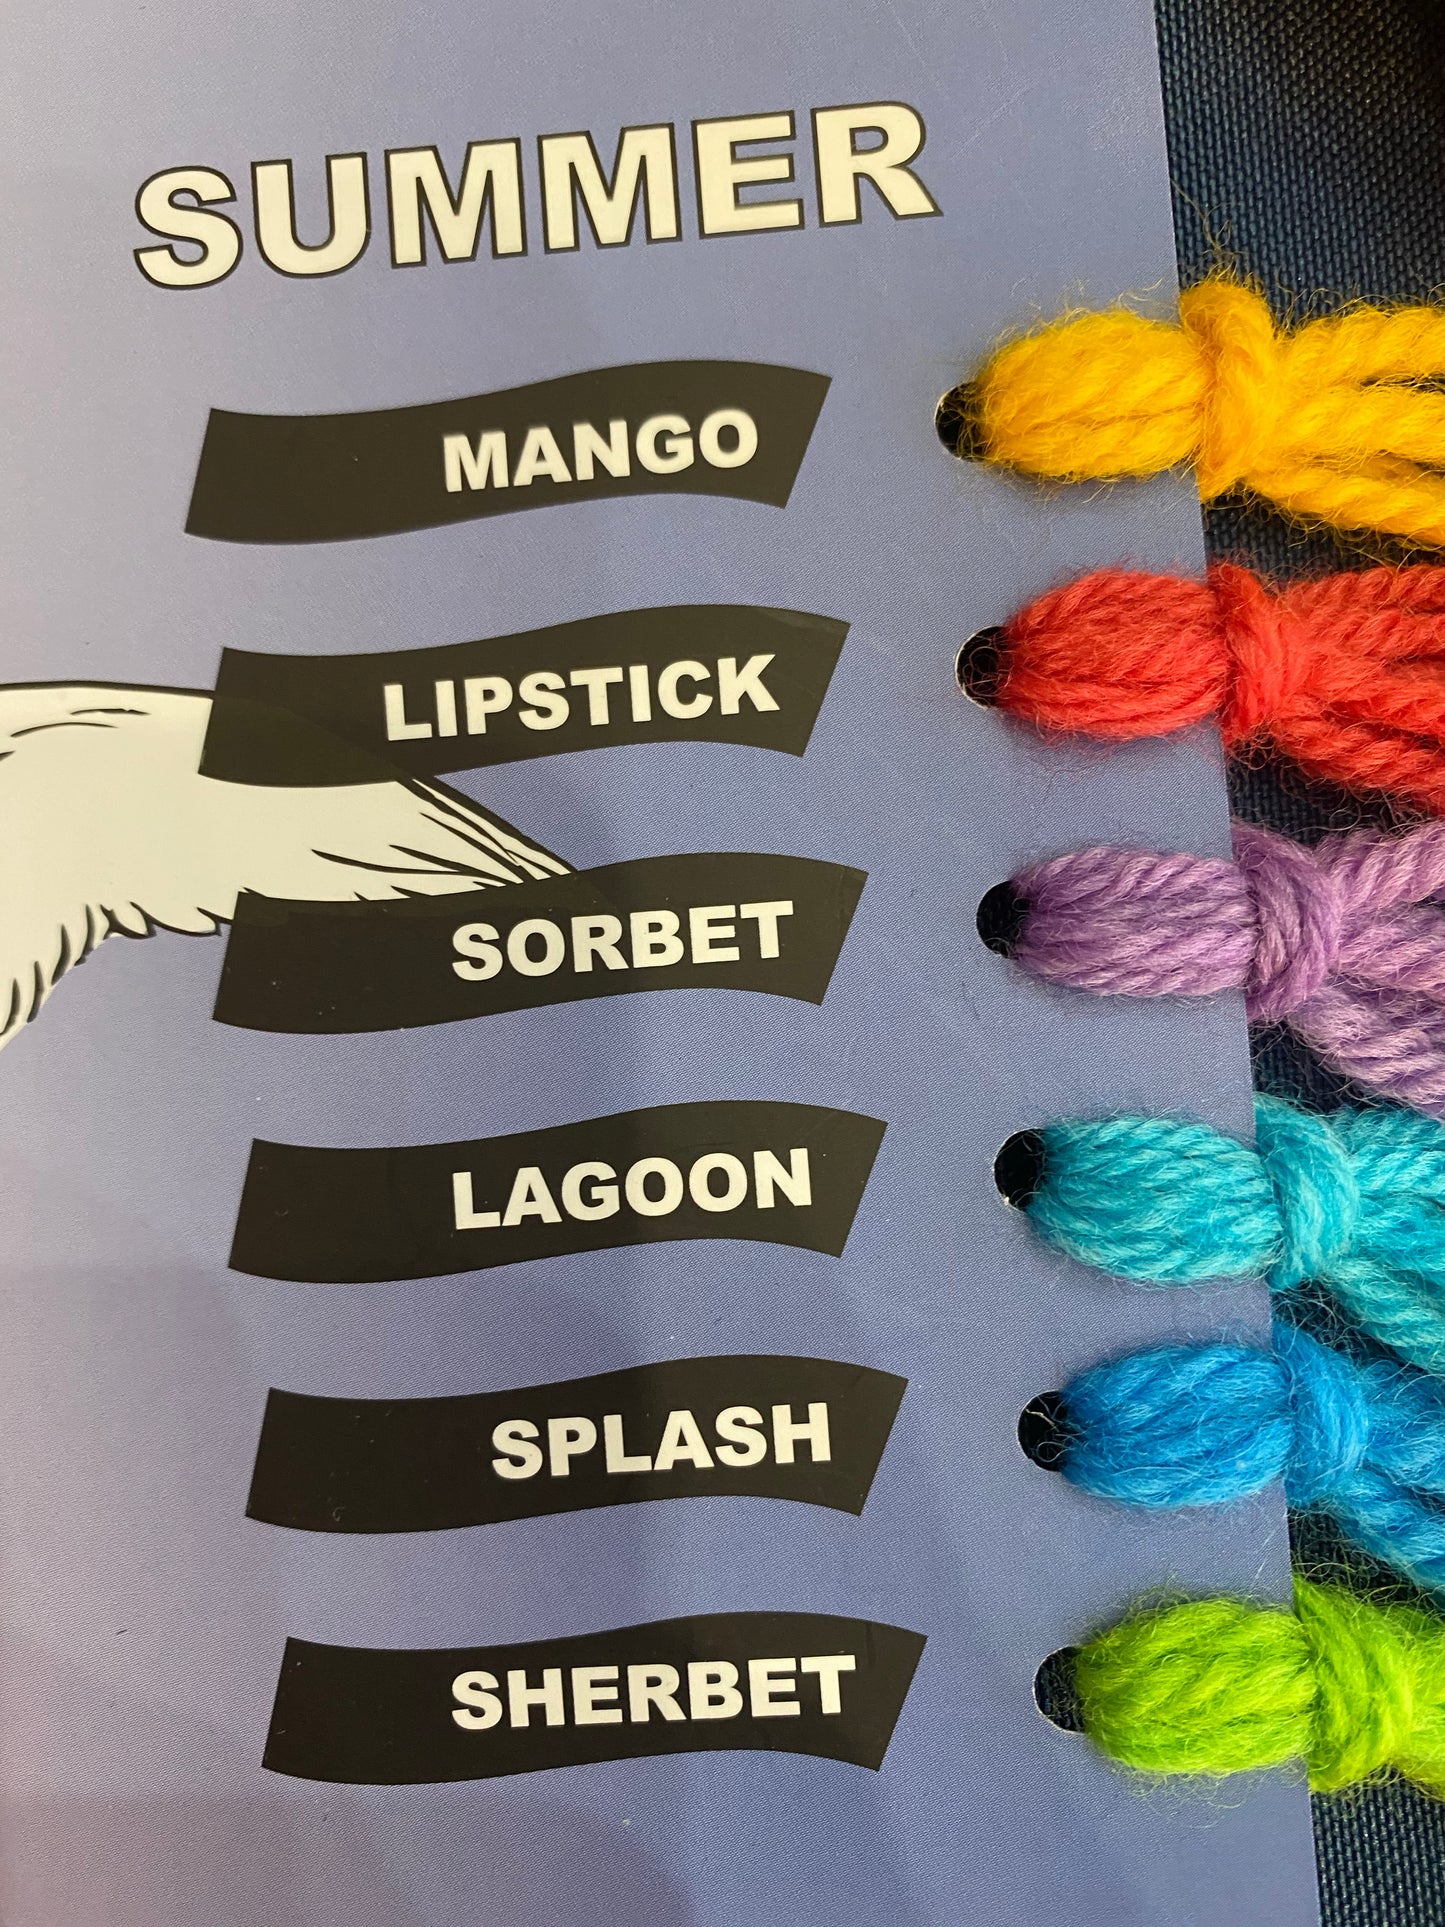 SUMMER
MANGO
LIPSTICK
SORBET
LAGOON
SPLASH
SHERBET